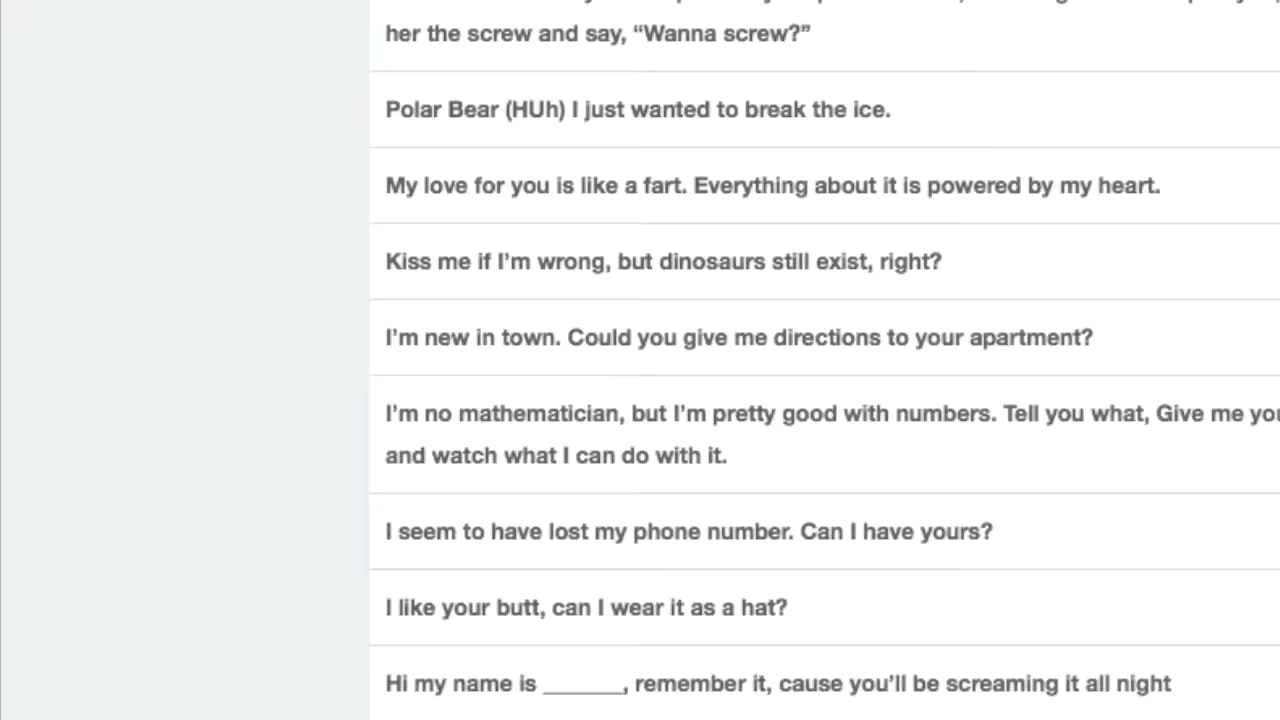 her the screw and say, “Wanna screw?”
Polar Bear (HUh) I just wanted to break the ice.
My love for you is like a fart. Everything about it is powered by my heart.
Kiss me if I’m wrong, but dinosaurs still exist, right?
I’m new in town. Could you give me directions to your apartment?
I’m no mathematician, but I’m pretty good with numbers. Tell you what, Give me
and watch what I can do with it.
I seem to have lost my phone number. Can I have yours?
I like your butt, can I wear it as a hat?
Hi my name is _______, remember it, cause you’ll be screaming it all night